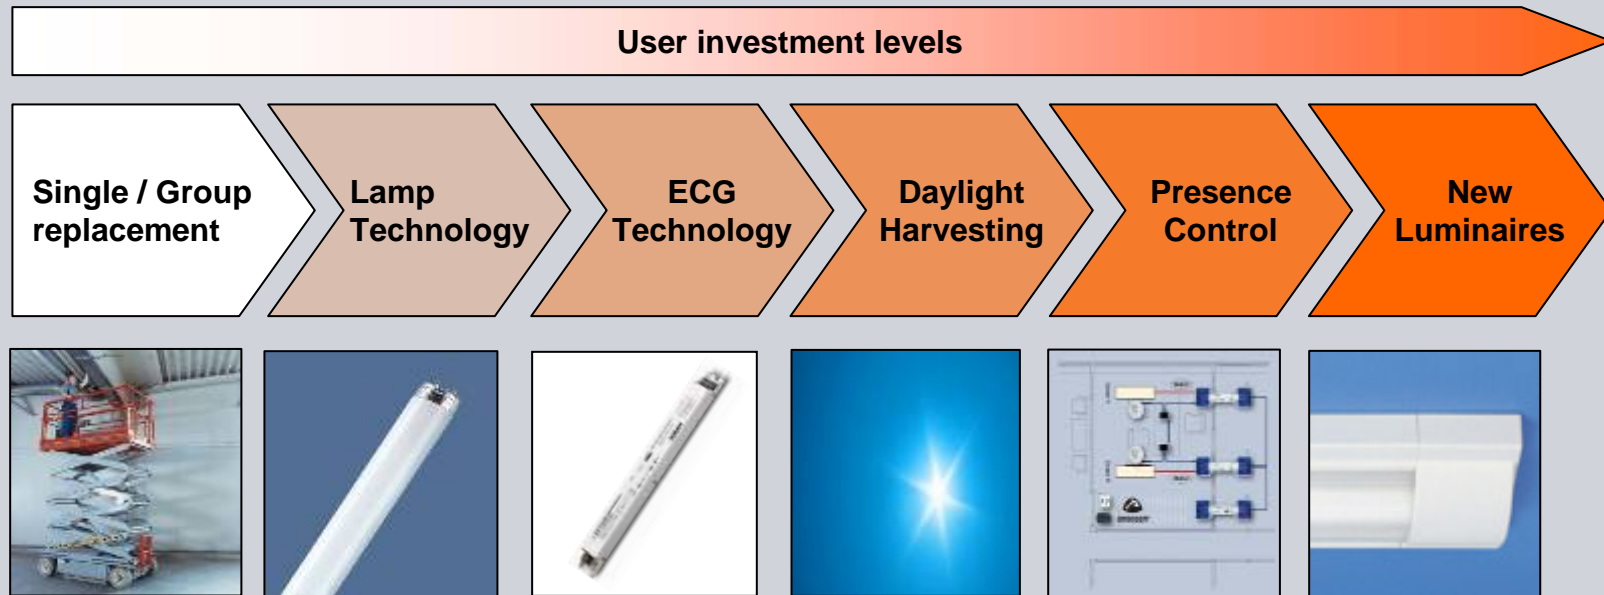 User investment levels
Single / Group
replacement
Lamp
Technology
ECG
Technology
Daylight
Harvesting
Presence
Control
New
Luminaires